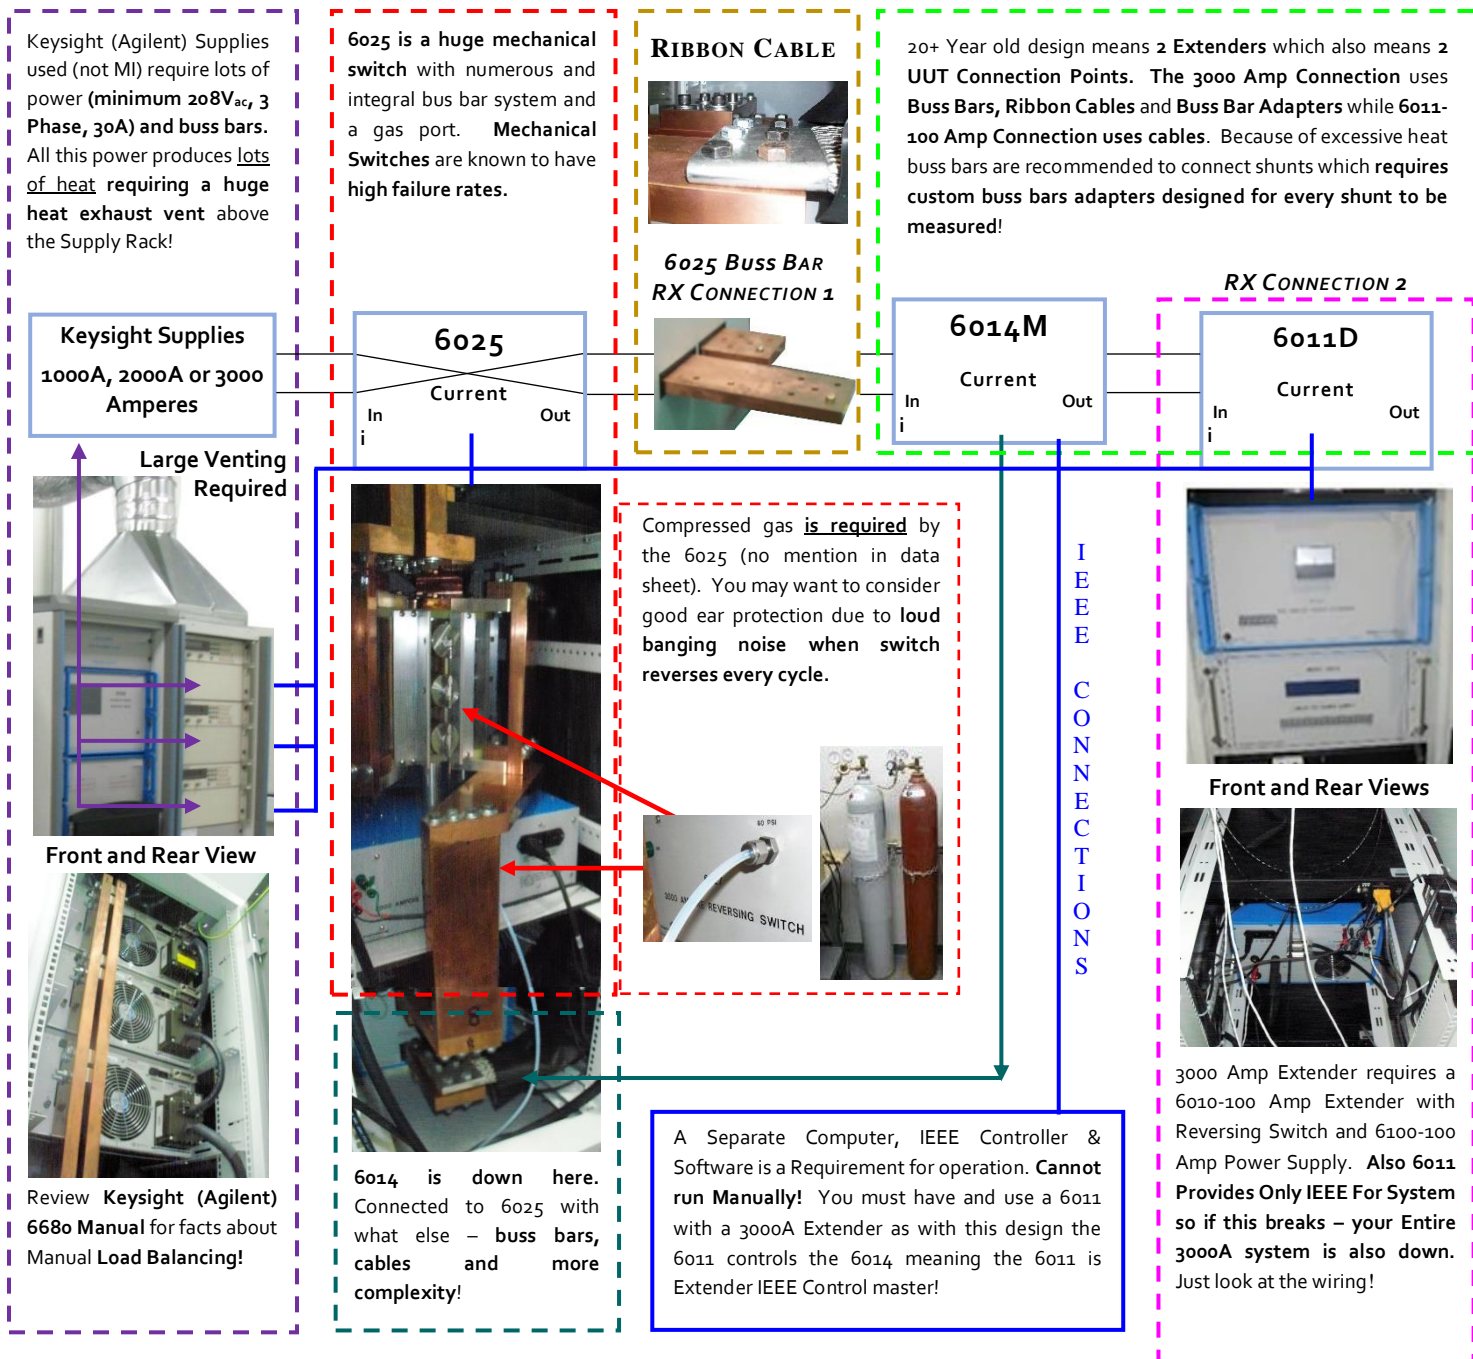 Keysight (Agilent) Supplies
used (not MI) require lots of
power (minimum 208Vac, 3
Phase, 30A) and buss bars.
All this power produces lots
of heat requiring a huge
heat exhaust vent above
the Supply Rack!
6025 is a huge mechanical
switch with numerous and
integral bus bar system and
a gas port. Mechanical
Switches are known to have
high failure rates.
RIBBON CABLE
6025 BUSS BAR
RX CONNECTION 1
20+ Year old design means 2 Extenders which also means 2
UUT Connection Points. The 3000 Amp Connection uses
Buss Bars, Ribbon Cables and Buss Bar Adapters while 6011-
100 Amp Connection uses cables. Because of excessive heat
buss bars are recommended to connect shunts which requires
custom buss bars adapters designed for every shunt to be
measured!
RX CONNECTION 2
Keysight Supplies
1000A, 2000A or 3000
Amperes
6025
Current
In
Out
i
6014M
Current
In
Out
i
6011D
Current
In
Out
i
Large Venting
Required
Front and Rear View
Review Keysight (Agilent)
6680 Manual for facts about
Manual Load Balancing!
Compressed gas is required by
the 6025 (no mention in data
sheet). You may want to consider
good ear protection due to loud
banging noise when switch
reverses every cycle.
60 PSI
REVERSING SWITCH
6014 is down here.
Connected to 6025 with
what else – buss bars,
cables and more
complexity!
IEEE CONNECTIONS
A Separate Computer, IEEE Controller &
Software is a Requirement for operation. Cannot
run Manually! You must have and use a 6011
with a 3000A Extender as with this design the
6011 controls the 6014 meaning the 6011 is
Extender IEEE Control master!
Front and Rear Views
3000 Amp Extender requires a
6010-100 Amp Extender with
Reversing Switch and 6100-100
Amp Power Supply. Also 6011
Provides Only IEEE For System
so if this breaks – your Entire
3000A system is also down.
Just look at the wiring!